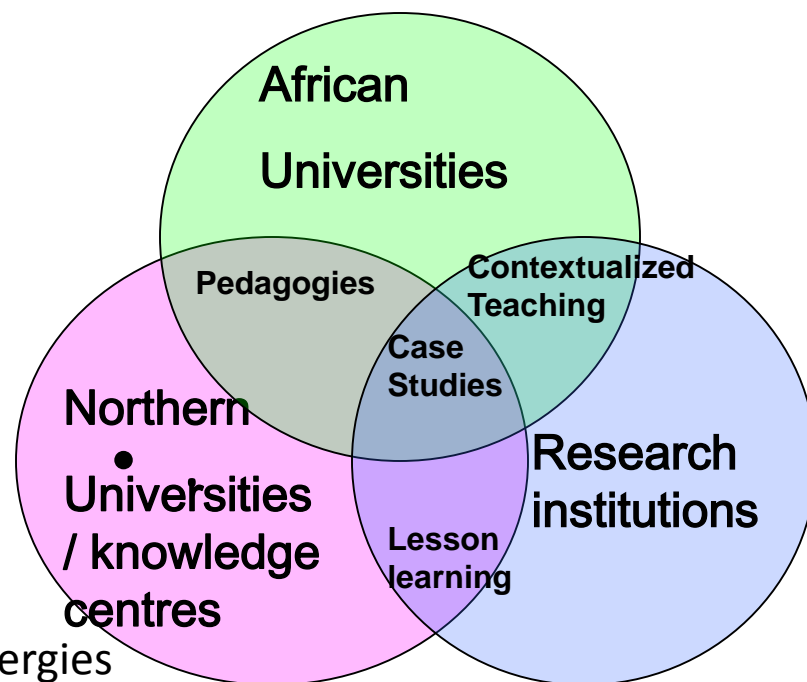 African
Universities
Pedagogies
Contextualized
Teaching
Case
Studies
Northern
•
Universities
/ knowledge
centres
Research
institutions
Lesson
learning
ergies